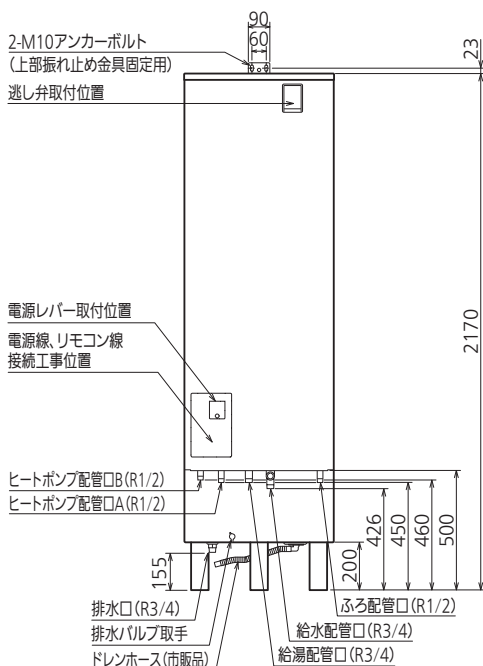 90
60
23
2-M10アンカーボルト
(上部振れ止め金具固定用)
逃し弁取付位置
2170
電源レバー取付位置
電源線、リモコン線
接続工事位置
ヒートポンプ配管口B(R1/2)
ヒートポンプ配管口A(R1/2)
426
450
460
500
200
155
排水口(R3/4)
排水バルブ取手
ドレンホース(市販品)
ふろ配管口(R1/2)
給水配管口(R3/4)
給湯配管口(R3/4)